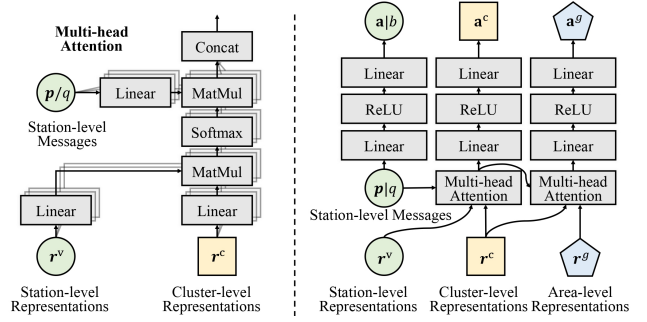 Multi-head
Attention
Concat
p/q
Linear
MatMul
Station-level
Messages
Softmax
MatMul
Linear
Linear
r^v
r^c
Station-level
Representations
Cluster-level
Representations
a|b
a^c
a^g
Linear
Linear
Linear
ReLU
ReLU
ReLU
Linear
Linear
Linear
p|q
Multi-head
Attention
Multi-head
Attention
Station-level Messages
r^v
r^c
r^g
Station-level
Representations
Cluster-level
Representations
Area-level
Representations